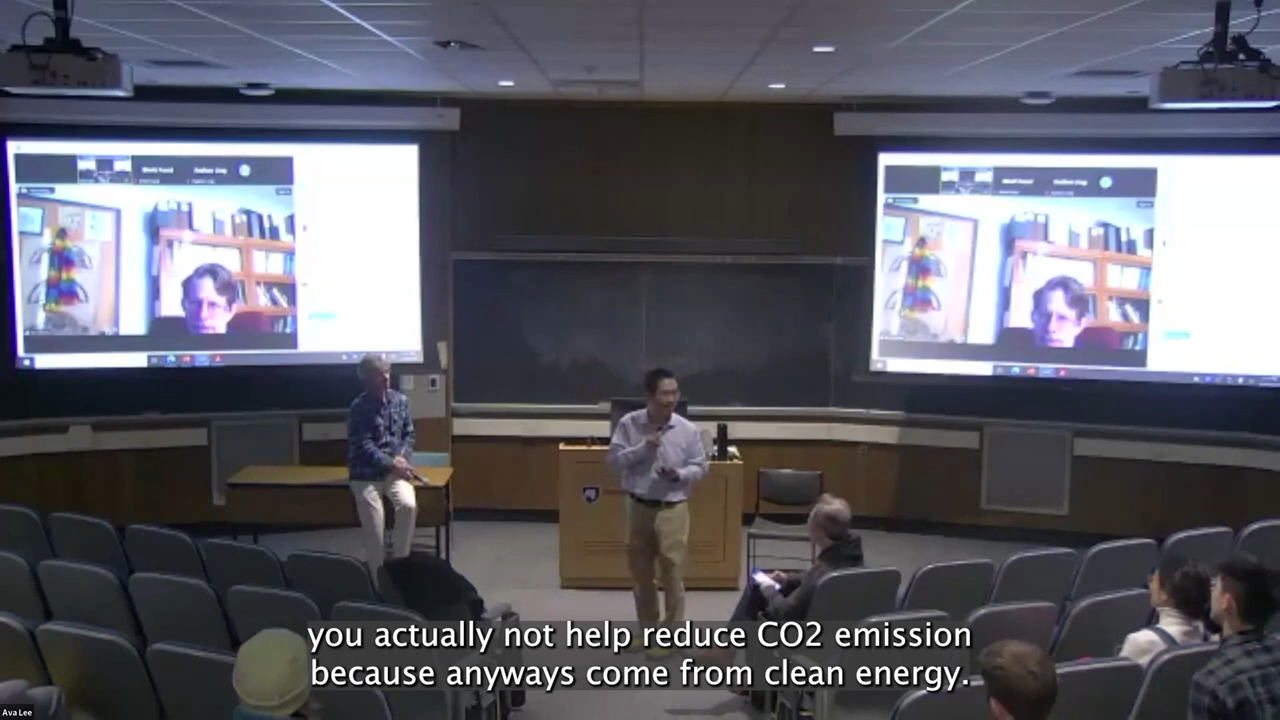 you actually not help reduce CO2 emission
because anyways come from clean energy.
Ava Lee